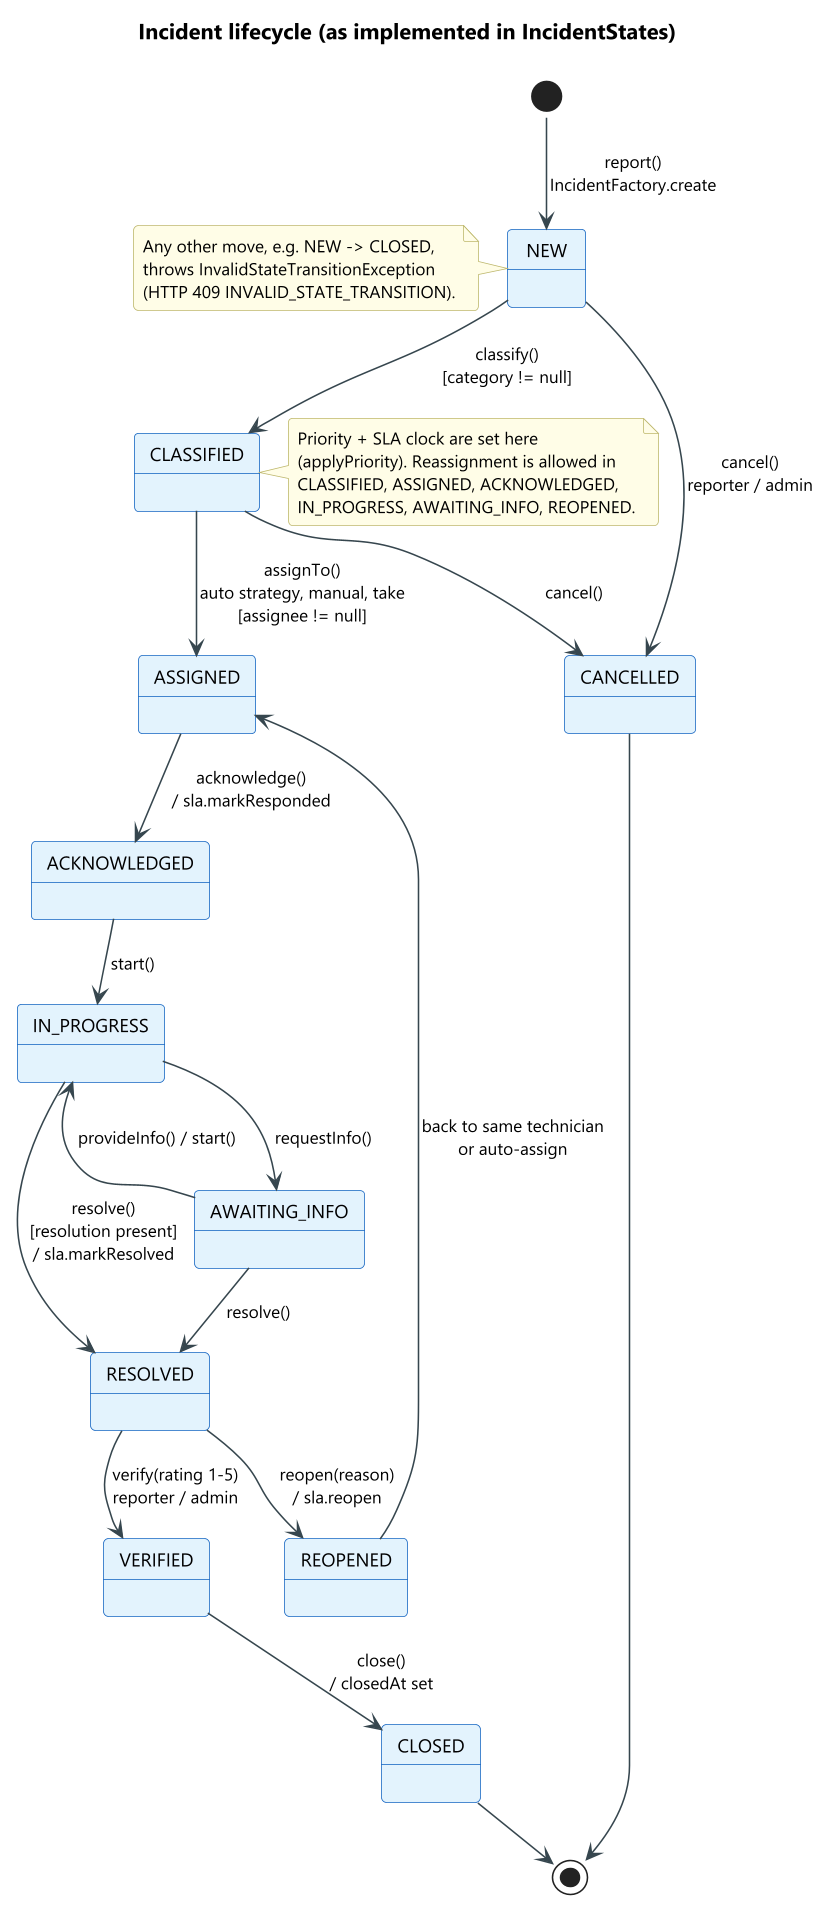 Incident lifecycle (as implemented in IncidentStates)
report()
IncidentFactory.create
NEW
Any other move, e.g. NEW -> CLOSED,
throws InvalidStateTransitionException
(HTTP 409 INVALID_STATE_TRANSITION).
classify()
[category != null]
CLASSIFIED
Priority + SLA clock are set here
(applyPriority). Reassignment is allowed in
CLASSIFIED, ASSIGNED, ACKNOWLEDGED,
IN_PROGRESS, AWAITING_INFO, REOPENED.
cancel()
reporter / admin
assignTo()
auto strategy, manual, take
[assignee != null]
cancel()
ASSIGNED
CANCELLED
acknowledge()
/ sla.markResponded
ACKNOWLEDGED
start()
IN_PROGRESS
back to same technician
or auto-assign
provideInfo() / start()
requestInfo()
resolve()
[resolution present]
/ sla.markResolved
AWAITING_INFO
resolve()
RESOLVED
verify(rating 1-5)
reporter / admin
reopen(reason)
/ sla.reopen
VERIFIED
REOPENED
close()
/ closedAt set
CLOSED